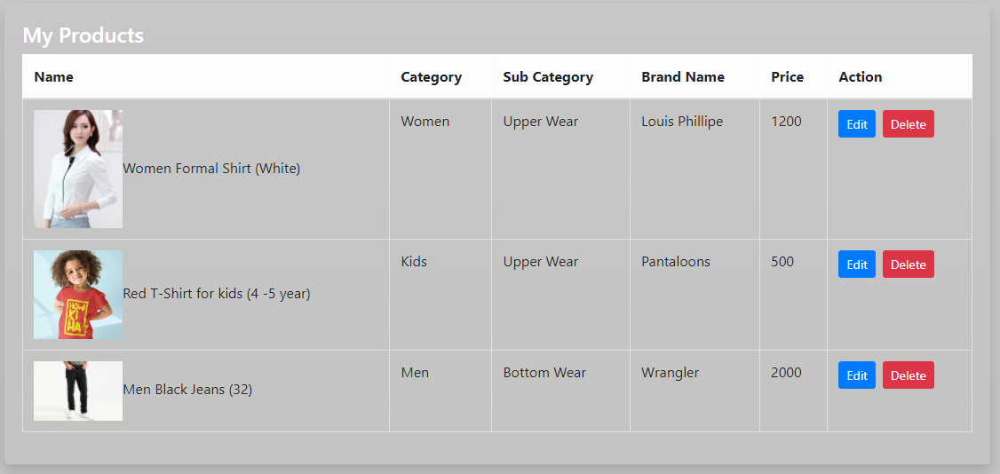 My Products
Name Category Sub Category Brand Name Price Action
Women Formal Shirt (White) Women Upper Wear Louis Phillipe 1200 Edit Delete
Red T-Shirt for kids (4 -5 year) Kids Upper Wear Pantaloons 500 Edit Delete
KI
HA
Men Black Jeans (32) Men Bottom Wear Wrangler 2000 Edit Delete